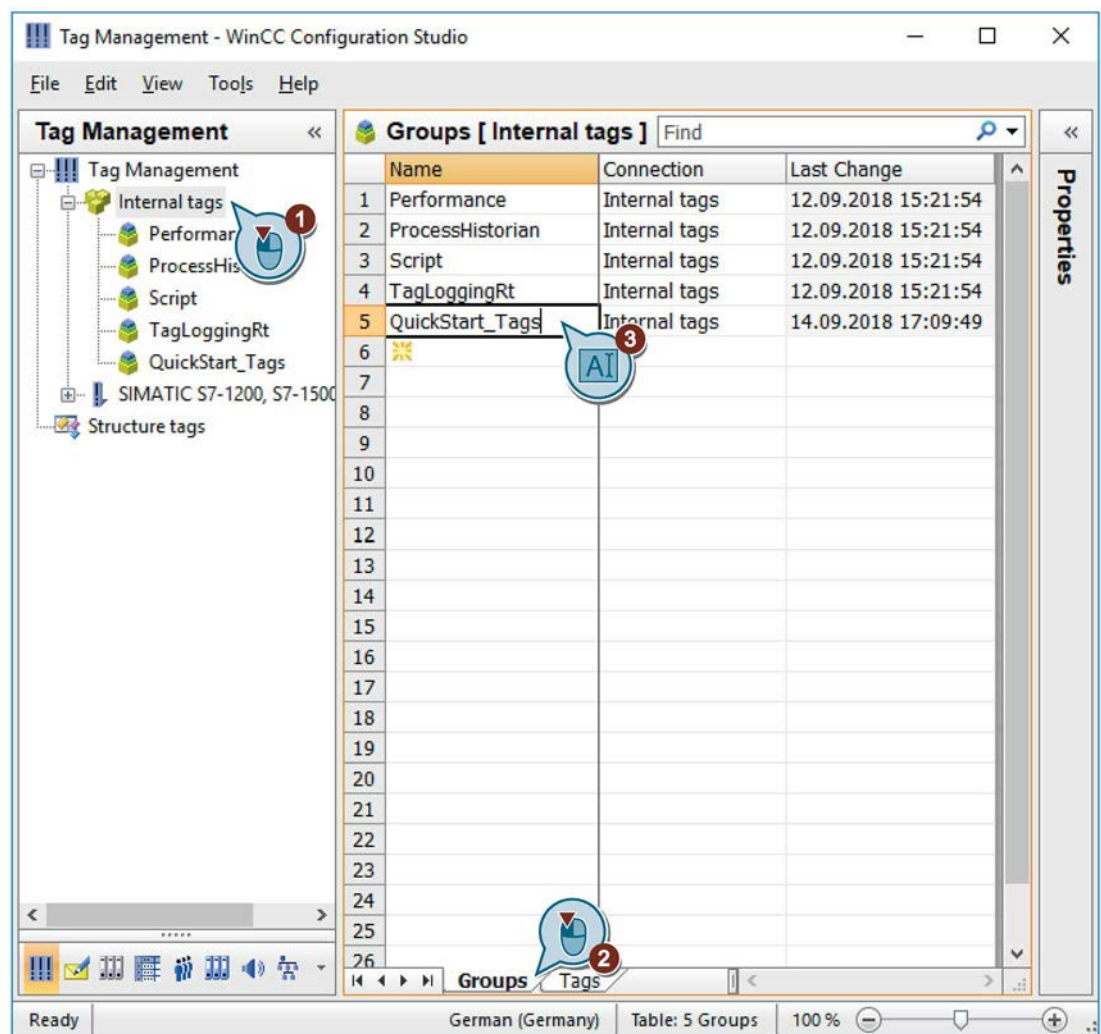 Tag Management - WinCC Configuration Studio
File Edit View Tools Help
Tag Management «
Tag Management
Internal tags
Performan
ProcessHis
Script
TagLoggingRt
QuickStart_Tags
SIMATIC S7-1200, S7-1500
Structure tags
1
Groups [ Internal tags ] Find
Name Connection Last Change
1 Performance Internal tags 12.09.2018 15:21:54
2 ProcessHistorian Internal tags 12.09.2018 15:21:54
3 Script Internal tags 12.09.2018 15:21:54
4 TagLoggingRt Internal tags 12.09.2018 15:21:54
5 QuickStart_Tags Internal tags 14.09.2018 17:09:49
3
AI
6
7
8
9
10
11
12
13
14
15
16
17
18
19
20
21
22
23
24
25
26
2
Groups Tags
«
Properties
Ready German (Germany) Table: 5 Groups 100 %